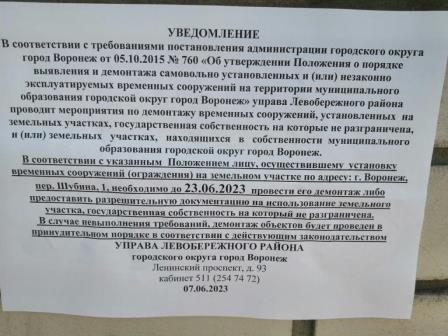 УВЕДОМЛЕНИЕ
В соответствии с требованиями постановления администрации городского округа
город Воронеж от 05.10.2015 № 760 «Об утверждении Положения о порядке
выявления и демонтажа самовольно установленных и (или) незаконно
эксплуатируемых временных сооружений на территории муниципального
образования городской округ город Воронеж» управа Левобережного района
проводит мероприятия по демонтажу временных сооружений, установленных на
земельных участках, государственная собственность на которые не разграничена,
и (или) земельных участках, находящихся в собственности муниципального
образования городской округ город Воронеж.
В соответствии с указанным Положением лицу, осуществившему установку
временных сооружений (ограждения) на земельном участке по адресу: г. Воронеж,
пер. Шубина, 1, необходимо до 23.06.2023 провести его демонтаж либо
предоставить разрешительную документацию на использование земельного
участка, государственная собственность на который не разграничена.
В случае невыполнения требований, демонтаж объектов будет проведен в
принудительном порядке в соответствии с действующим законодательством
УПРАВА ЛЕВОБЕРЕЖНОГО РАЙОНА
городского округа город Воронеж
Ленинский проспект, д. 93
кабинет 511 (254 74 72)
07.06.2023